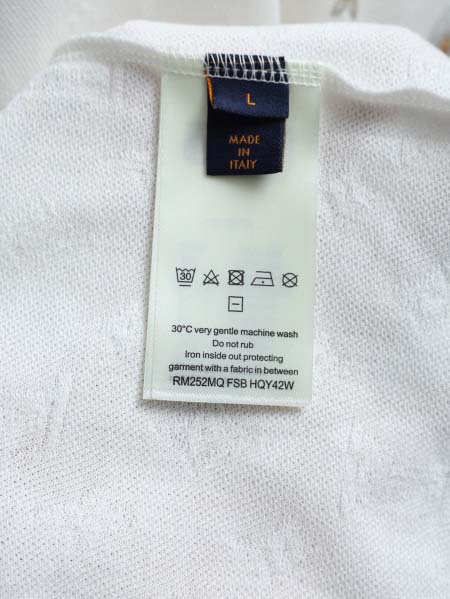 L
MADE
IN
ITALY
30
30°C very gentle machine wash
Do not rub
Iron inside out protecting
garment with a fabric in between
RM252MQ FSB HQY42W